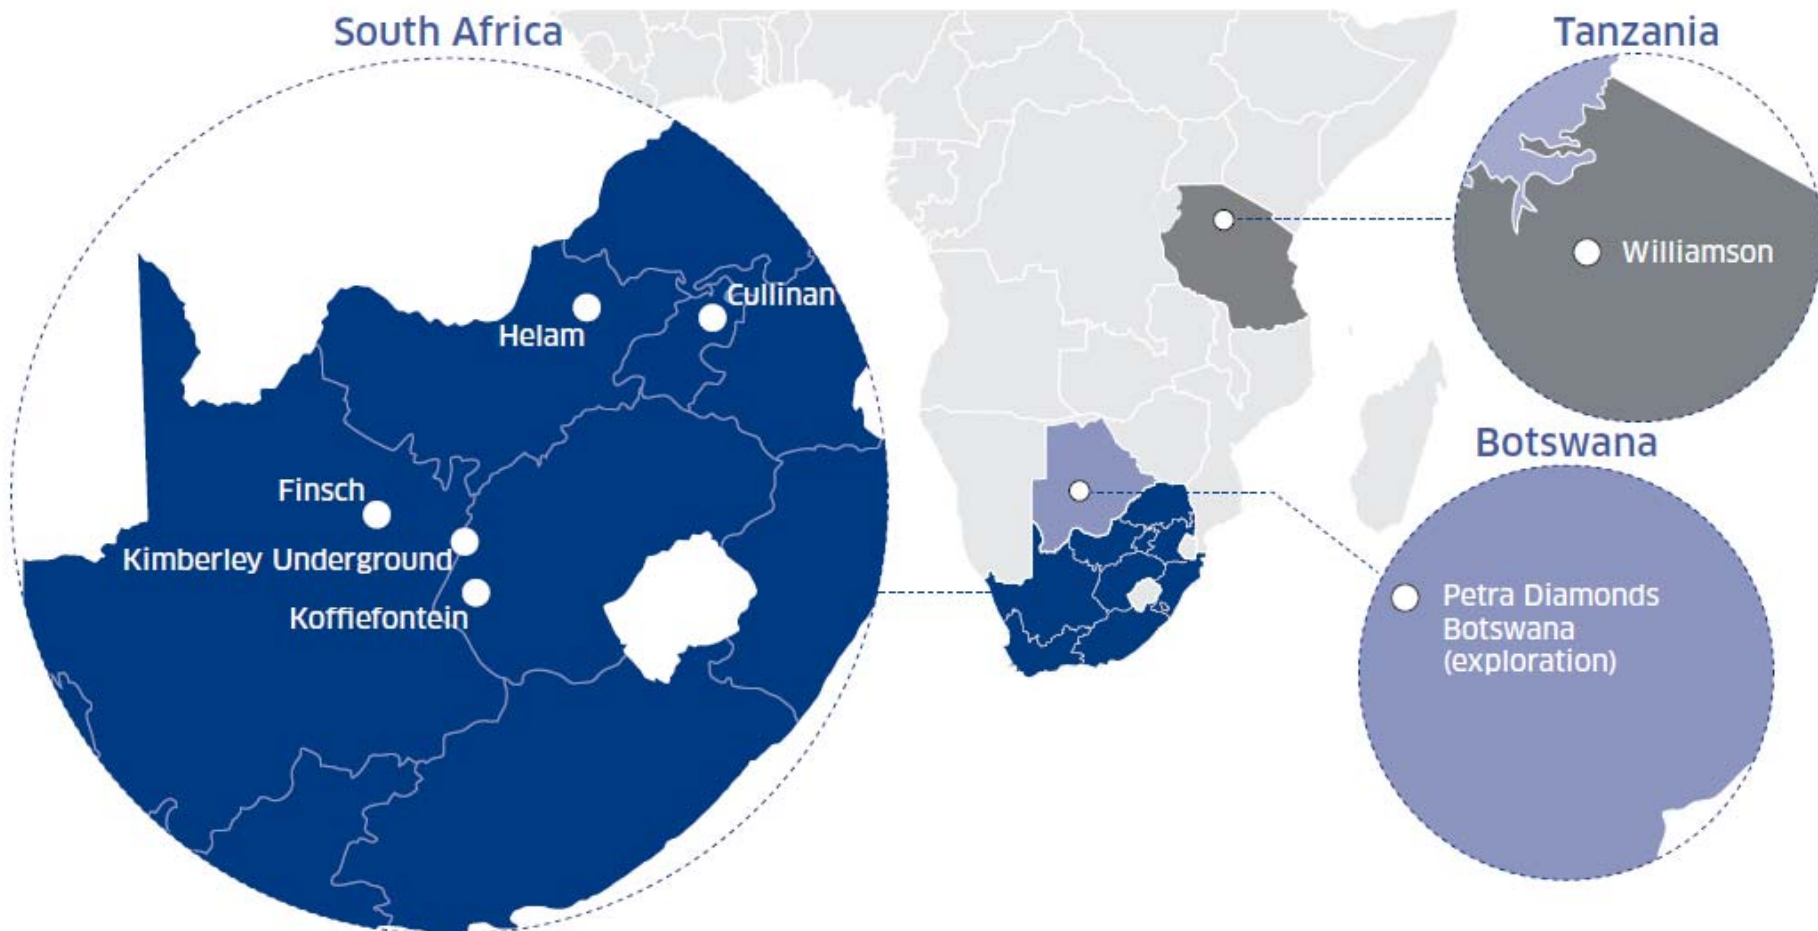 South Africa
Cullinan
Helam
Finsch
Kimberley Underground
Koffiefontein
Tanzania
Williamson
Botswana
Petra Diamonds
Botswana
(exploration)